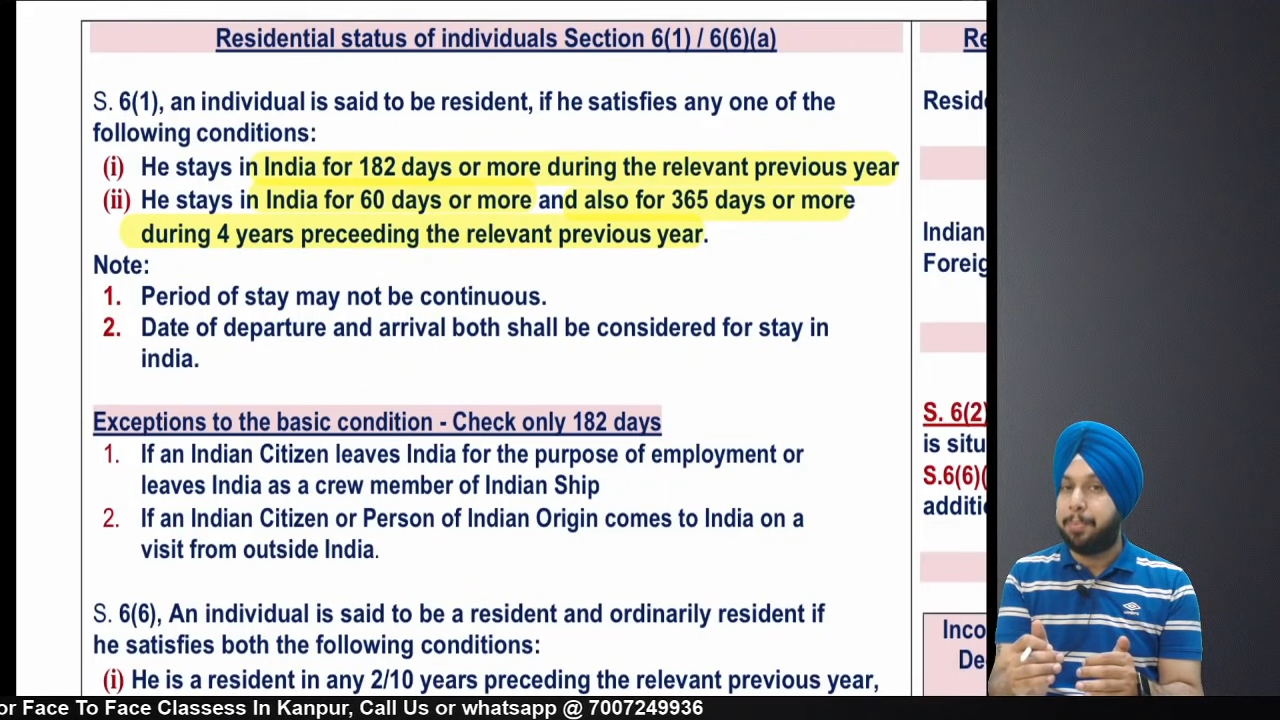 Residential status of individuals Section 6(1) / 6(6)(a)
S. 6(1), an individual is said to be resident, if he satisfies any one of the
following conditions:
(i) He stays in India for 182 days or more during the relevant previous year
(ii) He stays in India for 60 days or more and also for 365 days or more
during 4 years preceeding the relevant previous year.
Note:
1. Period of stay may not be continuous.
2. Date of departure and arrival both shall be considered for stay in
india.
Exceptions to the basic condition - Check only 182 days
1. If an Indian Citizen leaves India for the purpose of employment or
leaves India as a crew member of Indian Ship
2. If an Indian Citizen or Person of Indian Origin comes to India on a
visit from outside India.
S. 6(6), An individual is said to be a resident and ordinarily resident if
he satisfies both the following conditions:
(i) He is a resident in any 2/10 years preceding the relevant previous year,
Re
Resid
Indian
Foreig
S. 6(2)
is situ
S.6(6)(
additi
Inco
De
or Face To Face Classess In Kanpur, Call Us or whatsapp @ 7007249936